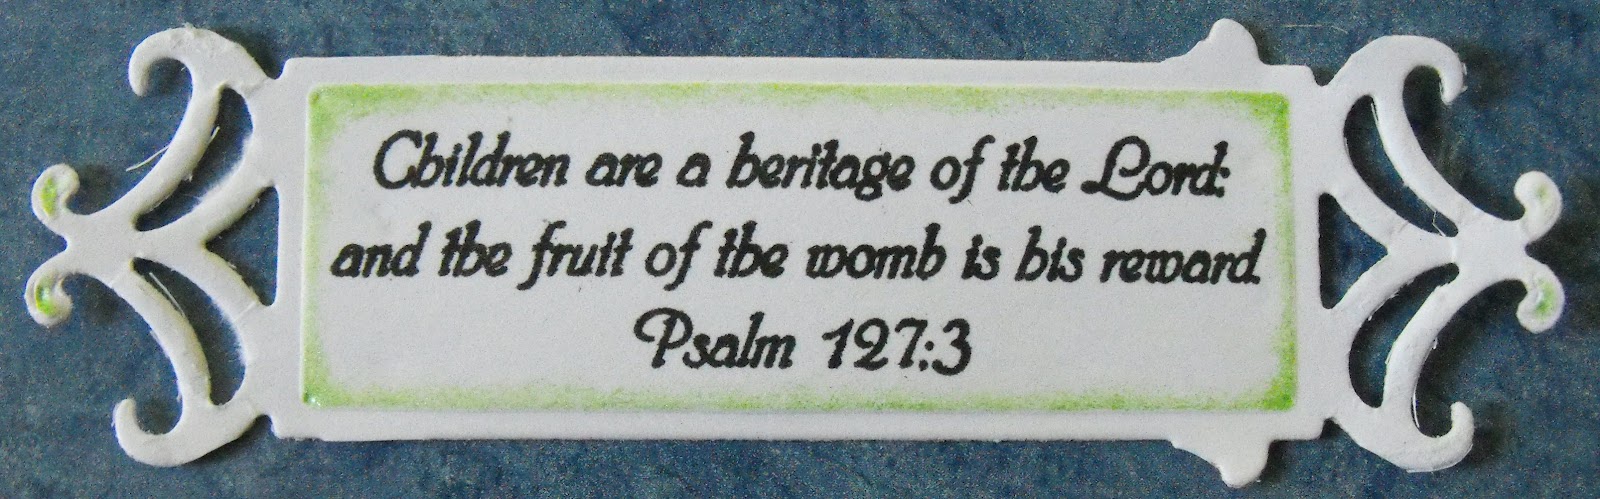 Children are a heritage of the Lord:
and the fruit of the womb is his reward.
Psalm 127:3